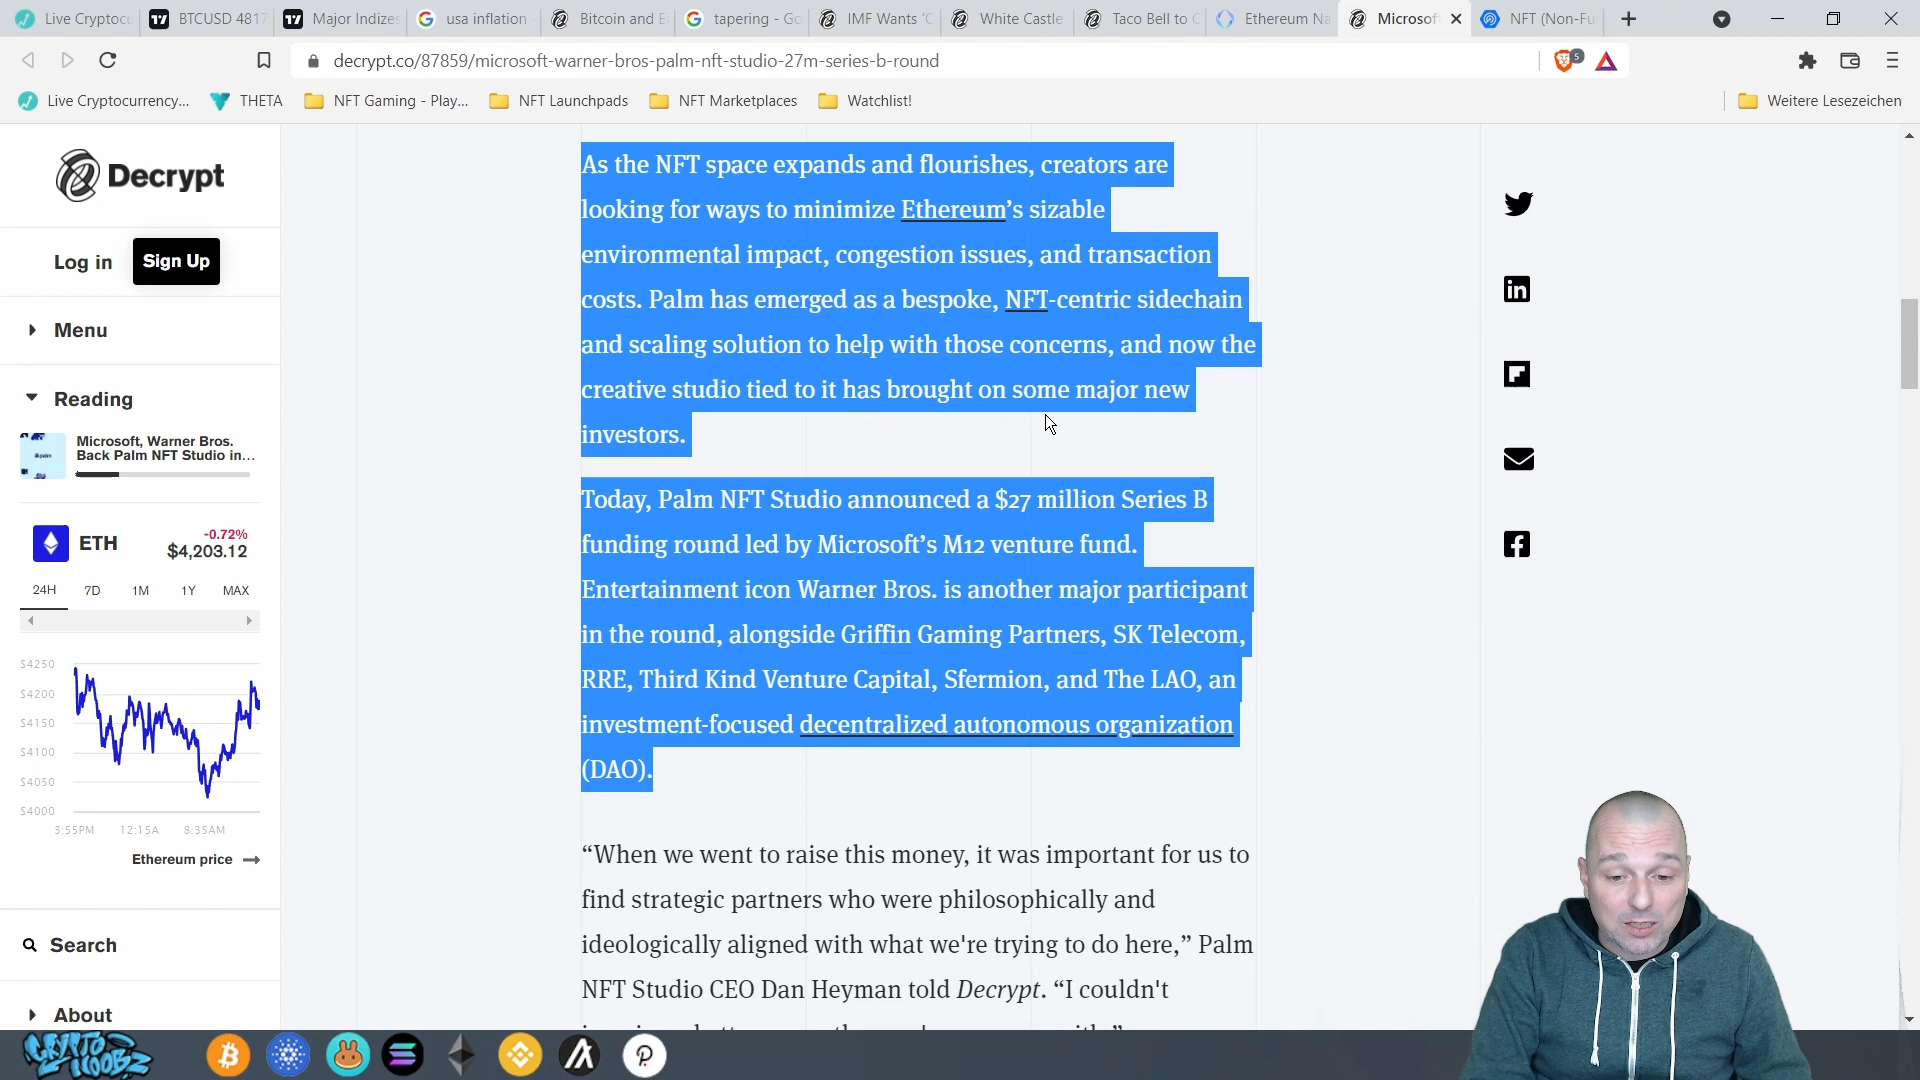 Live Cryptocu
BTCUSD 4817
Major Indizes
usa inflation
Bitcoin and E
tapering - Go
IMF Wants 'C
White Castle
Taco Bell to C
Ethereum Na
Microsof
NFT (Non-Fu
decrypt.co/87859/microsoft-warner-bros-palm-nft-studio-27m-series-b-round
5
Live Cryptocurrency...
THETA
NFT Gaming - Play...
NFT Launchpads
NFT Marketplaces
Watchlist!
Weitere Lesezeichen
Decrypt
Log in
Sign Up
Menu
Reading
Microsoft, Warner Bros.
Back Palm NFT Studio in...
ETH
-0.72%
$4,203.12
24H 7D 1M 1Y MAX
$4250
$4200
$4150
$4100
$4050
$4000
3:55PM 12:15A 8:35AM
Ethereum price →
Search
About
As the NFT space expands and flourishes, creators are
looking for ways to minimize Ethereum’s sizable
environmental impact, congestion issues, and transaction
costs. Palm has emerged as a bespoke, NFT-centric sidechain
and scaling solution to help with those concerns, and now the
creative studio tied to it has brought on some major new
investors.
Today, Palm NFT Studio announced a $27 million Series B
funding round led by Microsoft’s M12 venture fund.
Entertainment icon Warner Bros. is another major participant
in the round, alongside Griffin Gaming Partners, SK Telecom,
RRE, Third Kind Venture Capital, Sfermion, and The LAO, an
investment-focused decentralized autonomous organization
(DAO).
“When we went to raise this money, it was important for us to
find strategic partners who were philosophically and
ideologically aligned with what we're trying to do here,” Palm
NFT Studio CEO Dan Heyman told Decrypt. “I couldn't
CRYPTO
NOOBZ